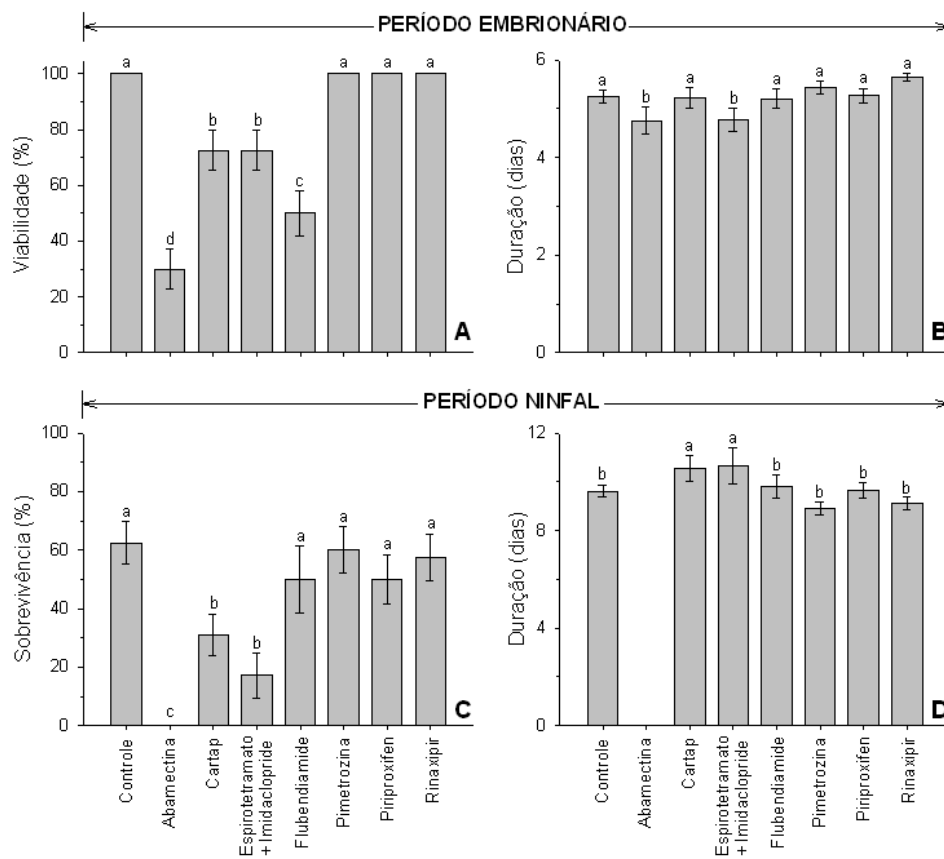 PERÍODO EMBRIONÁRIO
Viabilidade (%)
100
80
60
40
20
0
a
d
b
b
c
a
a
a
A
Duração (dias)
6
4
2
0
a
b
a
b
a
a
a
a
B
PERÍODO NINFAL
Sobrevivência (%)
100
80
60
40
20
0
a
c
b
b
a
a
a
a
C
Controle
Abamectina
Cartap
Espirotetramato
+ Imidaclopride
Flubendiamide
Pimetrozina
Piriproxifen
Rinaxipir
Duração (dias)
12
8
4
0
b
a
a
b
b
b
b
D
Controle
Abamectina
Cartap
Espirotetramato
+ Imidaclopride
Flubendiamide
Pimetrozina
Piriproxifen
Rinaxipir